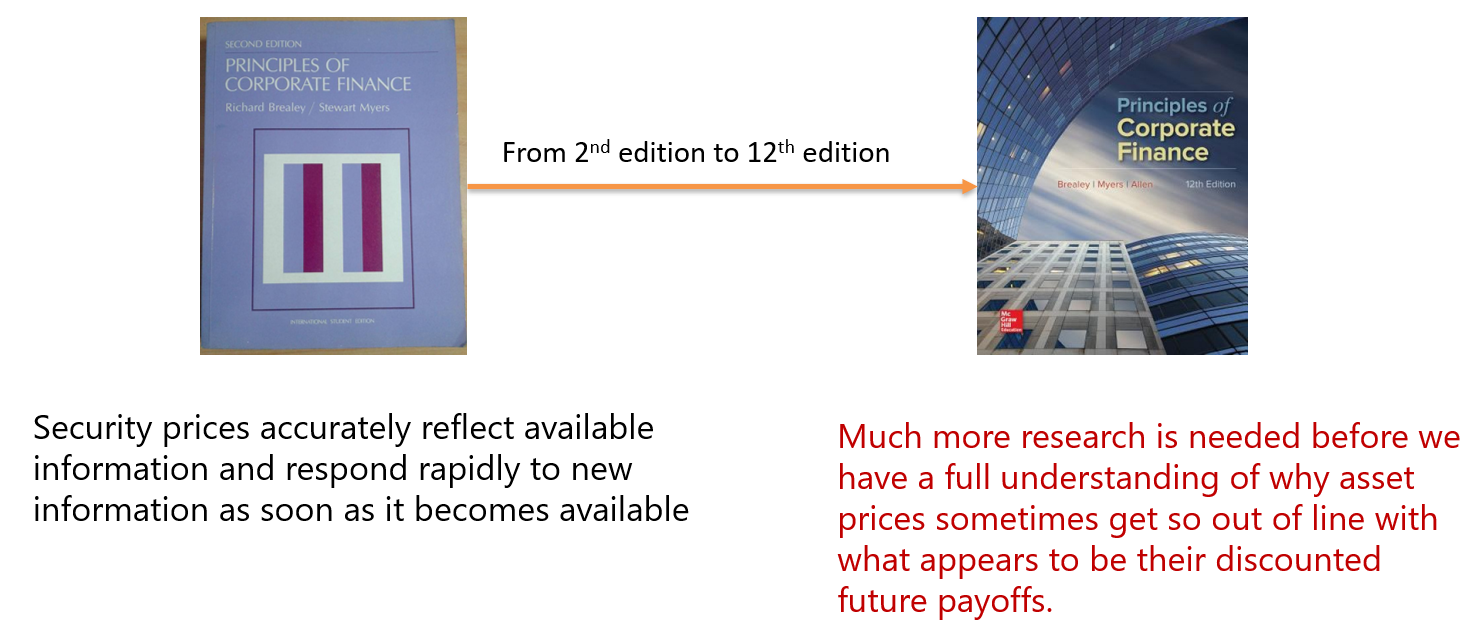 SECOND EDITION
PRINCIPLES OF
CORPORATE FINANCE
Richard Brealey / Stewart Myers
INTERNATIONAL STUDENT EDITION
From 2nd edition to 12th edition
Principles of
Corporate
Finance
Brealey | Myers | Allen 12th Edition
Mc
Graw
Hill
Education
Security prices accurately reflect available
information and respond rapidly to new
information as soon as it becomes available
Much more research is needed before we
have a full understanding of why asset
prices sometimes get so out of line with
what appears to be their discounted
future payoffs.